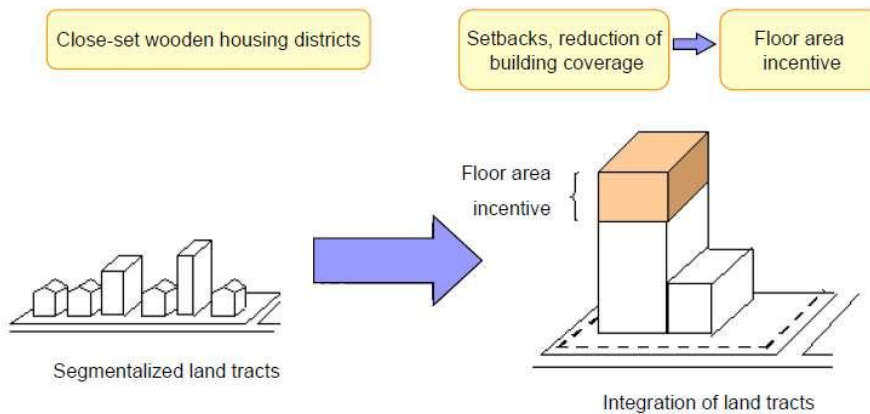 Close-set wooden housing districts
Setbacks, reduction of
building coverage
Floor area
incentive
Floor area
incentive
Segmentalized land tracts
Integration of land tracts